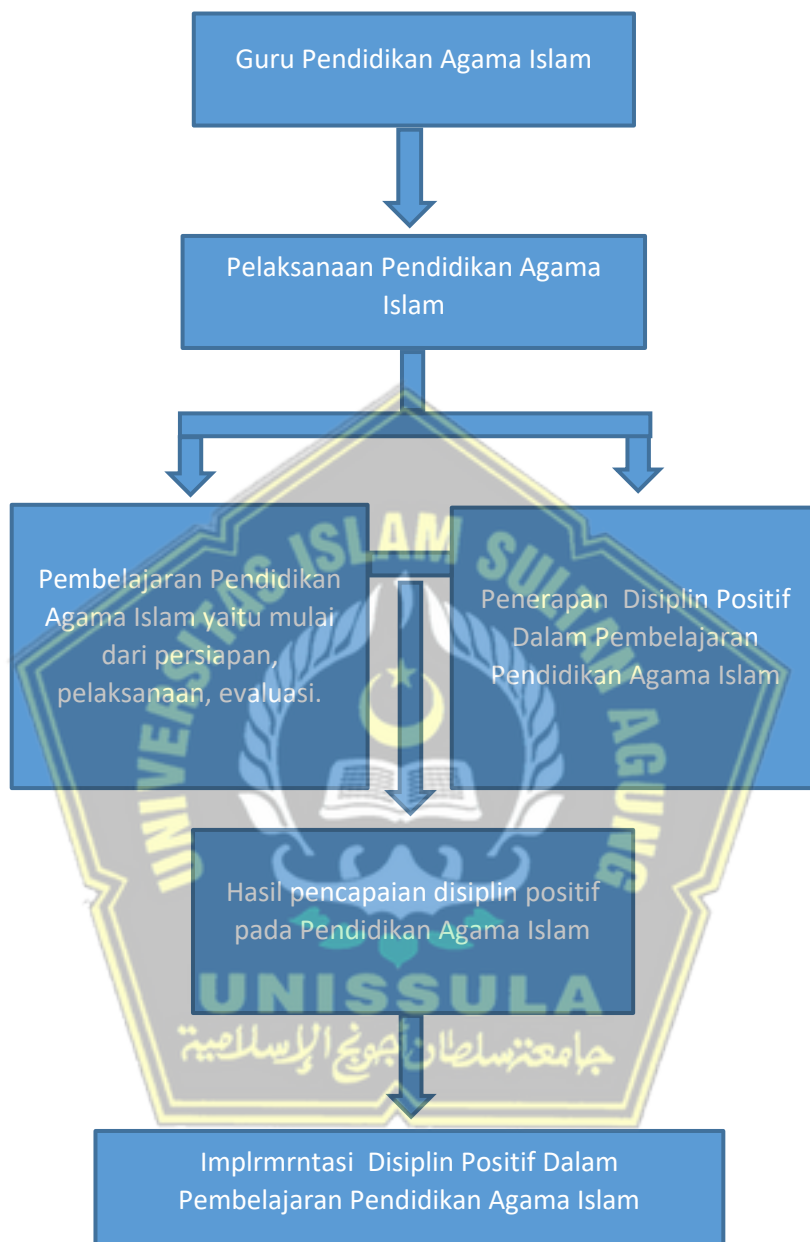 Guru Pendidikan Agama Islam
Pelaksanaan Pendidikan Agama
Islam
Pembelajaran Pendidikan
Agama Islam yaitu mulai
dari persiapan,
pelaksanaan, evaluasi.
Penerapan Disiplin Positif
Dalam Pembelajaran
Pendidikan Agama Islam
UNIVERSITAS ISLAM SULTAN AGUNG
Hasil pencapaian disiplin positif
pada Pendidikan Agama Islam
UNISSULA
جامعة سلطان أجونج الإسلامية
Implrmrntasi Disiplin Positif Dalam
Pembelajaran Pendidikan Agama Islam